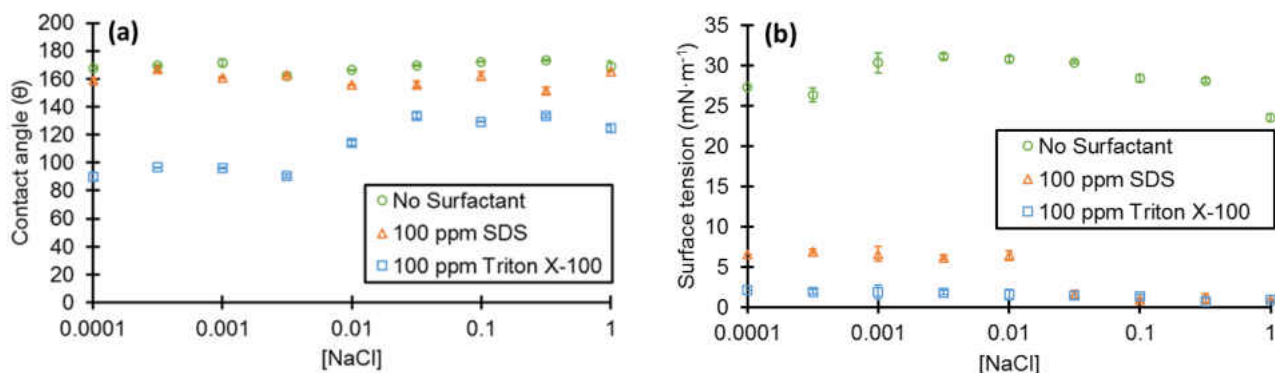 (a)
Contact angle (θ)
200
180
160
140
120
100
80
60
40
20
0
No Surfactant
100 ppm SDS
100 ppm Triton X-100
0.0001
0.001
0.01
0.1
1
[NaCl]
(b)
Surface tension (mN·m⁻¹)
35
30
25
20
15
10
5
0
No Surfactant
100 ppm SDS
100 ppm Triton X-100
0.0001
0.001
0.01
0.1
1
[NaCl]